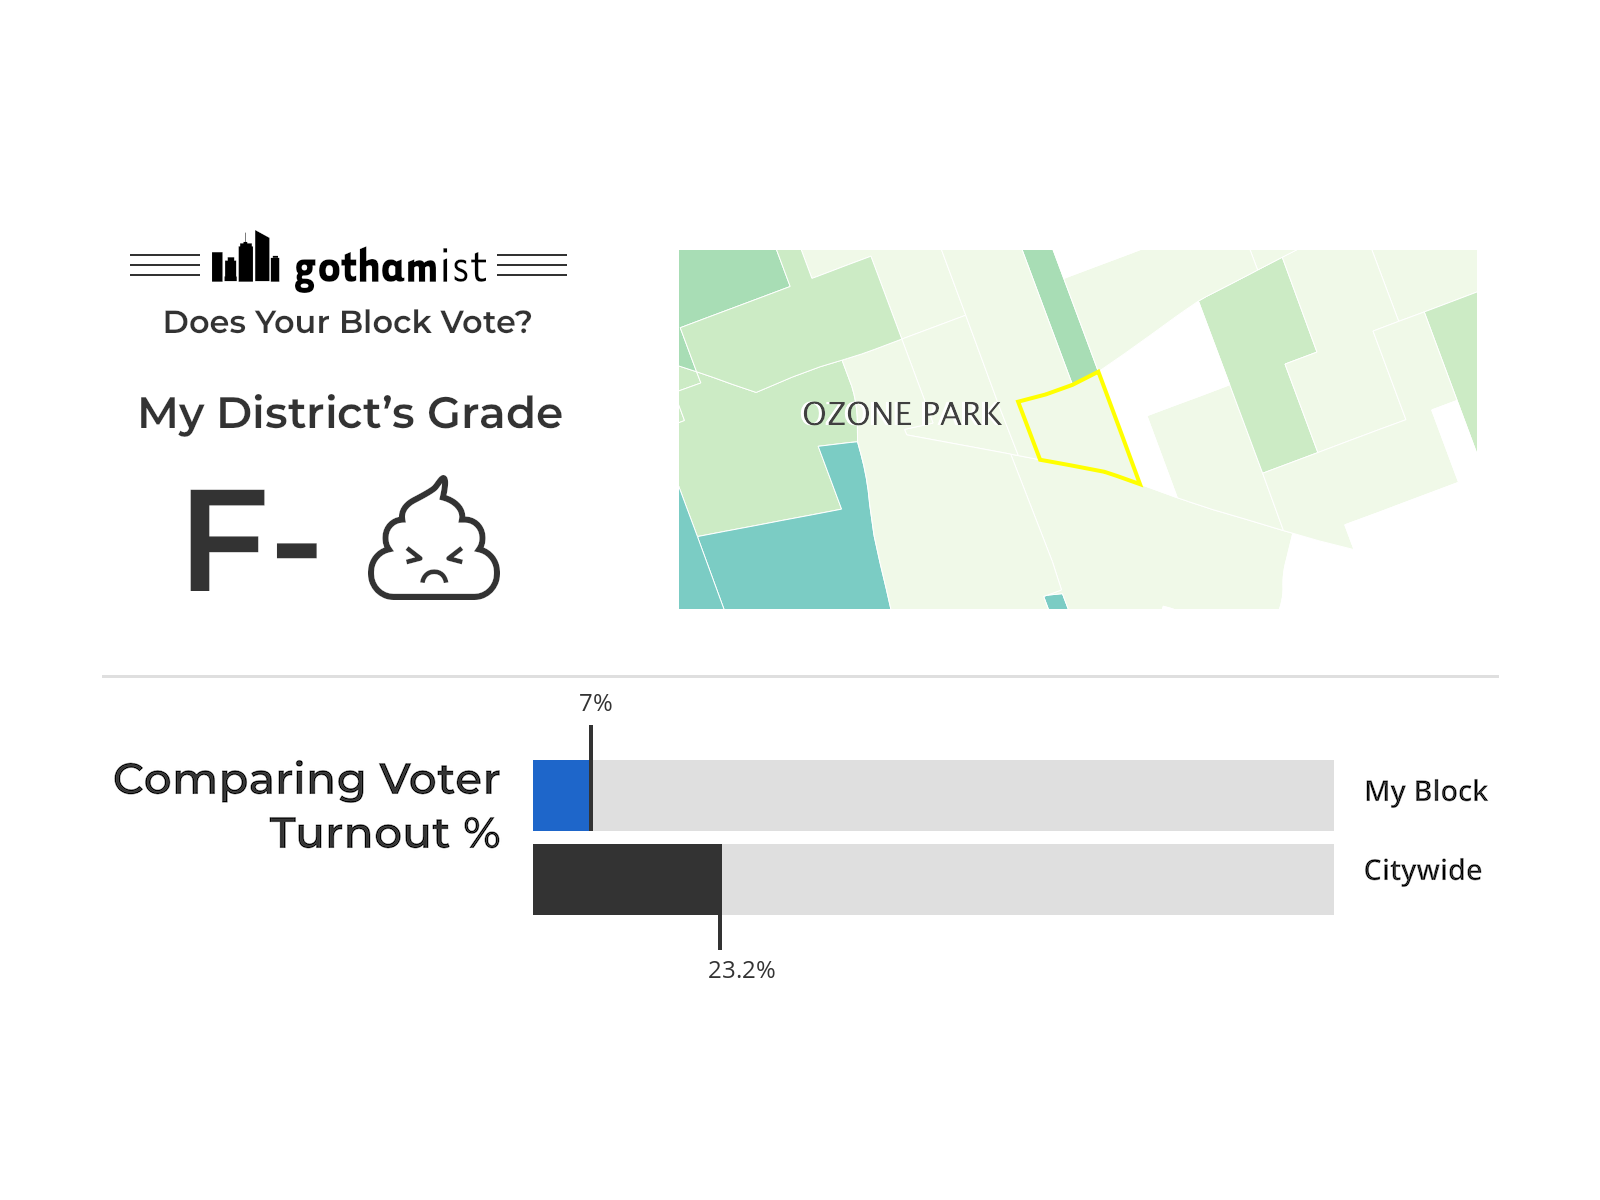 gothamist
Does Your Block Vote?
My District’s Grade
F-
OZONE PARK
7%
Comparing Voter
Turnout %
My Block
Citywide
23.2%